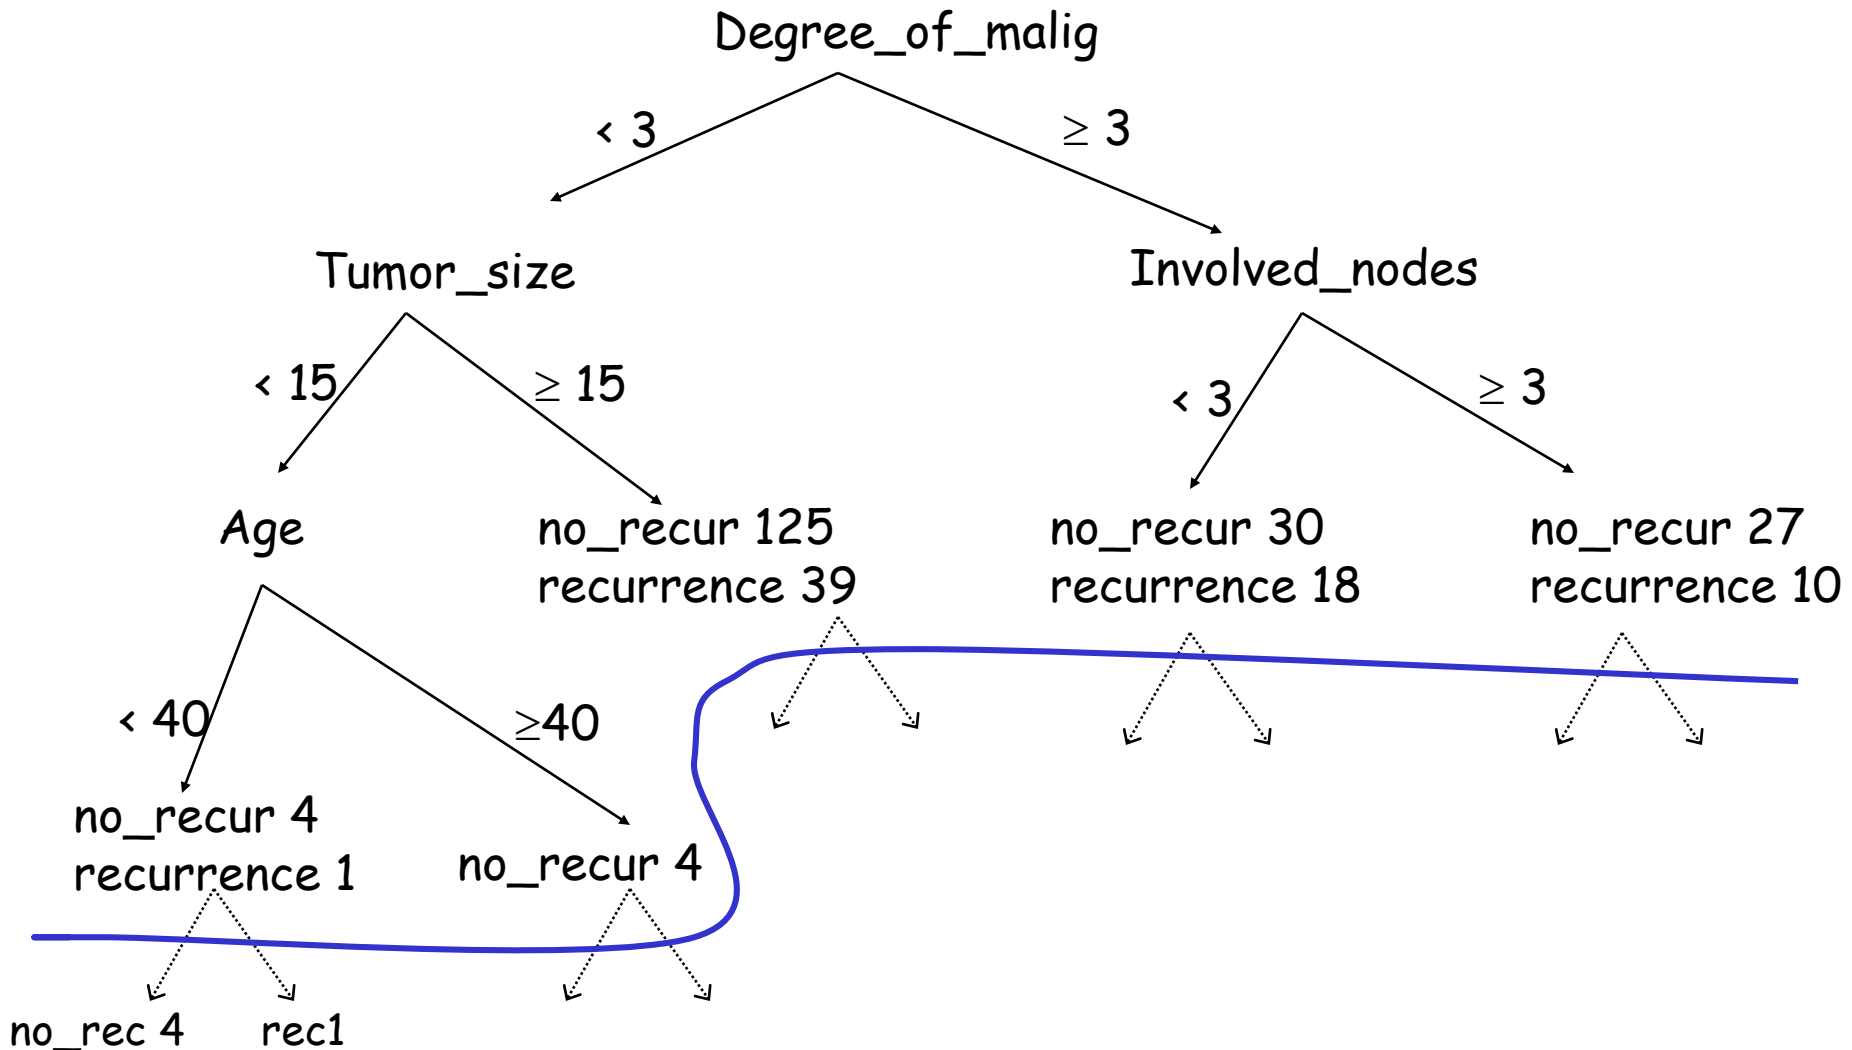 Degree_of_malig
< 3
≥ 3
Tumor_size
Involved_nodes
< 15
≥ 15
< 3
≥ 3
Age
no_recur 125
recurrence 39
no_recur 30
recurrence 18
no_recur 27
recurrence 10
< 40
≥40
no_recur 4
recurrence 1
no_recur 4
no_rec 4
rec1